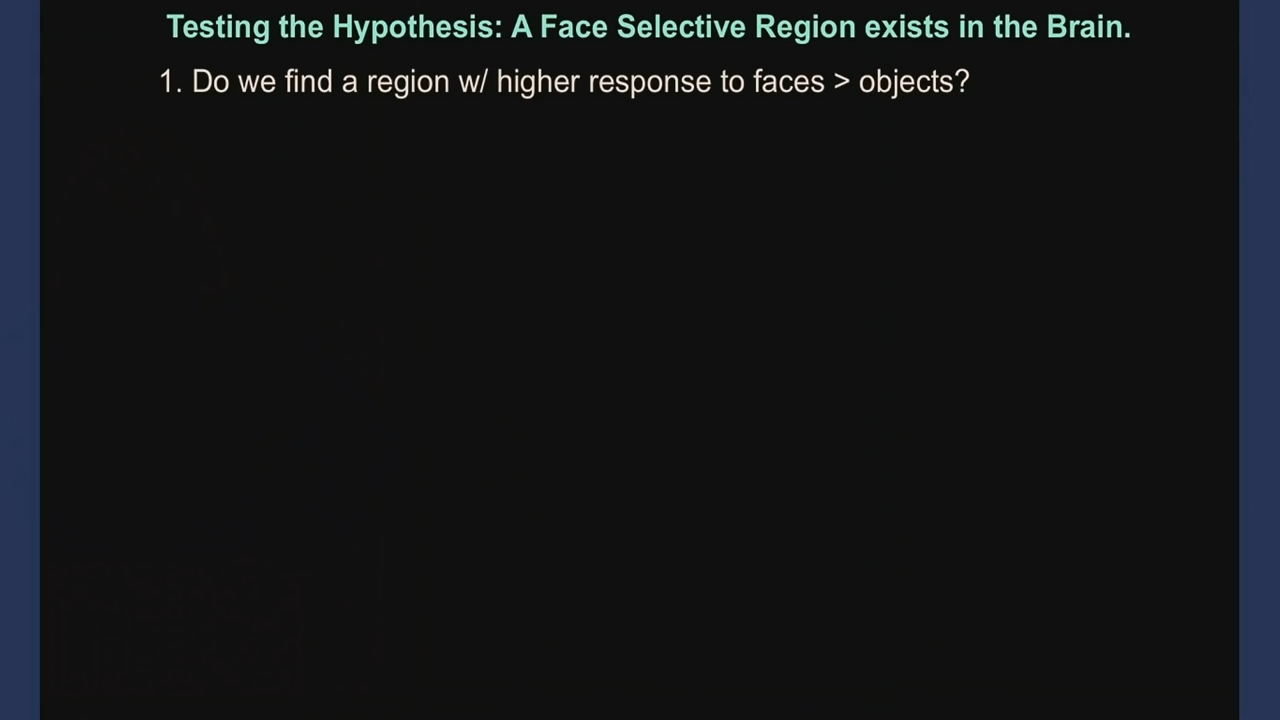 Testing the Hypothesis: A Face Selective Region exists in the Brain.
1. Do we find a region w/ higher response to faces > objects?